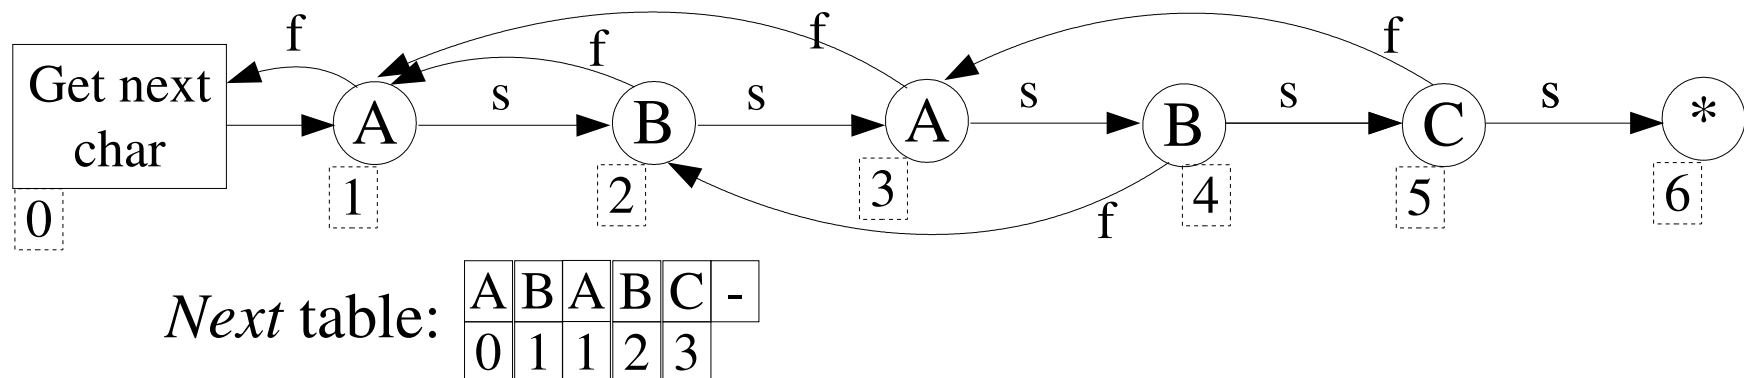 f f f f
Get next
char
A s B s A s B s C s *
0 1 2 3 4 5 6
f
Next table: A B A B C -
0 1 1 2 3